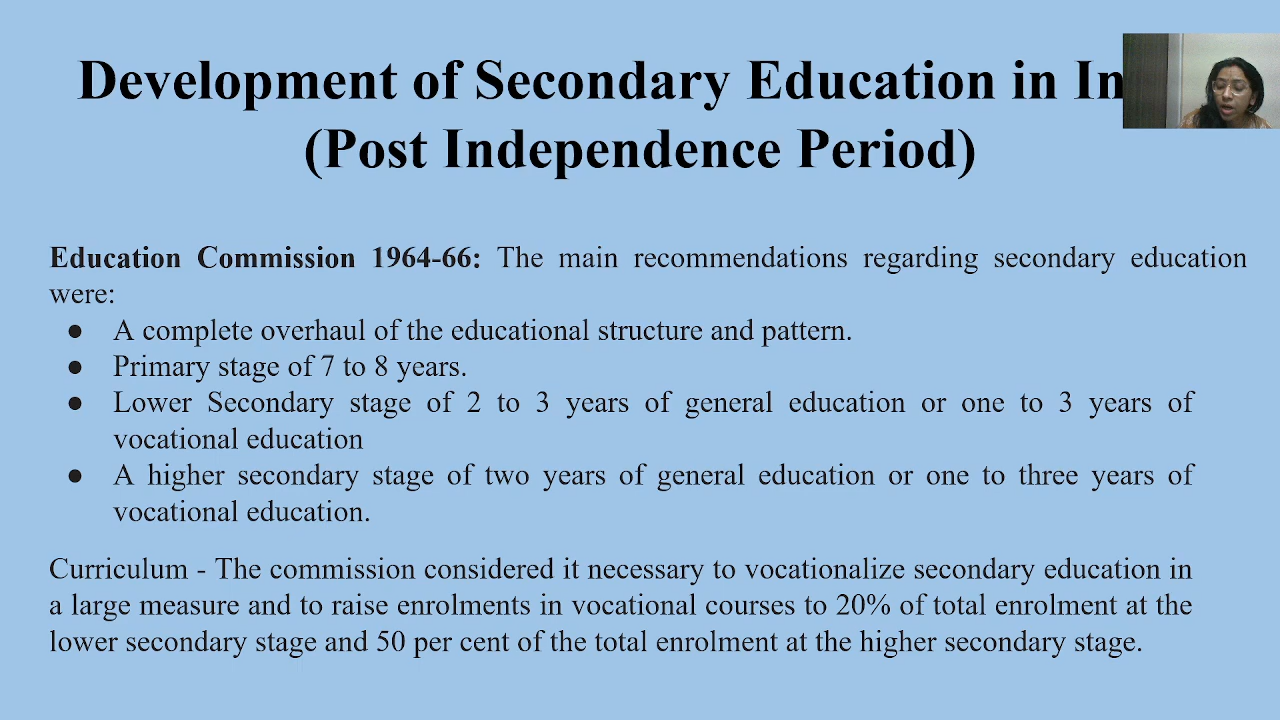 Development of Secondary Education in In
(Post Independence Period)
Education Commission 1964-66: The main recommendations regarding secondary education
were:
● A complete overhaul of the educational structure and pattern.
● Primary stage of 7 to 8 years.
● Lower Secondary stage of 2 to 3 years of general education or one to 3 years of
vocational education
● A higher secondary stage of two years of general education or one to three years of
vocational education.
Curriculum - The commission considered it necessary to vocationalize secondary education in
a large measure and to raise enrolments in vocational courses to 20% of total enrolment at the
lower secondary stage and 50 per cent of the total enrolment at the higher secondary stage.